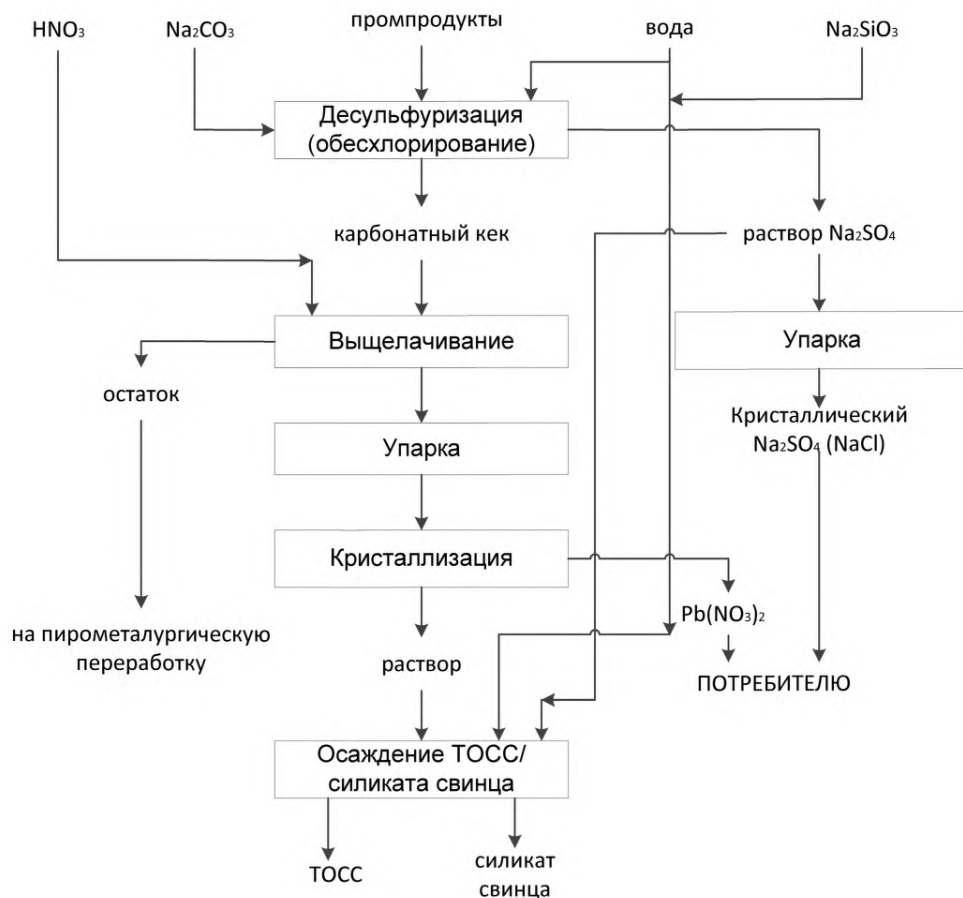 HNO₃
Na₂CO₃
промпродукты
вода
Na₂SiO₃
Десульфуризация
(обесхлорирование)
карбонатный кек
раствор Na₂SO₄
Выщелачивание
Упарка
остаток
Кристаллический
Na₂SO₄ (NaCl)
Упарка
Кристаллизация
Pb(NO₃)₂
на пирометалургическую
переработку
раствор
ПОТРЕБИТЕЛЮ
Осаждение ТОСС/
силиката свинца
ТОСС
силикат
свинца